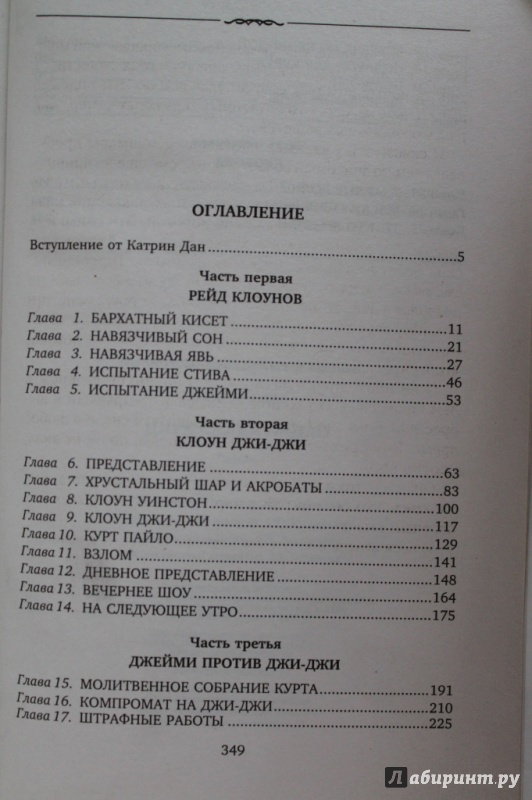 ОГЛАВЛЕНИЕ
Вступление от Катрин Дан 5
Часть первая
РЕЙД КЛОУНОВ
Глава 1. БАРХАТНЫЙ КИСЕТ 11
Глава 2. НАВЯЗЧИВЫЙ СОН 21
Глава 3. НАВЯЗЧИВАЯ ЯВЬ 27
Глава 4. ИСПЫТАНИЕ СТИВА 46
Глава 5. ИСПЫТАНИЕ ДЖЕЙМИ 53
Часть вторая
КЛОУН ДЖИ-ДЖИ
Глава 6. ПРЕДСТАВЛЕНИЕ 63
Глава 7. ХРУСТАЛЬНЫЙ ШАР И АКРОБАТЫ 83
Глава 8. КЛОУН УИНСТОН 100
Глава 9. КЛОУН ДЖИ-ДЖИ 117
Глава 10. КУРТ ПАЙЛО 129
Глава 11. ВЗЛОМ 141
Глава 12. ДНЕВНОЕ ПРЕДСТАВЛЕНИЕ 148
Глава 13. ВЕЧЕРНЕЕ ШОУ 164
Глава 14. НА СЛЕДУЮЩЕЕ УТРО 175
Часть третья
ДЖЕЙМИ ПРОТИВ ДЖИ-ДЖИ
Глава 15. МОЛИТВЕННОЕ СОБРАНИЕ КУРТА 191
Глава 16. КОМПРОМАТ НА ДЖИ-ДЖИ 210
Глава 17. ШТРАФНЫЕ РАБОТЫ 225
349
Лабиринт.ру